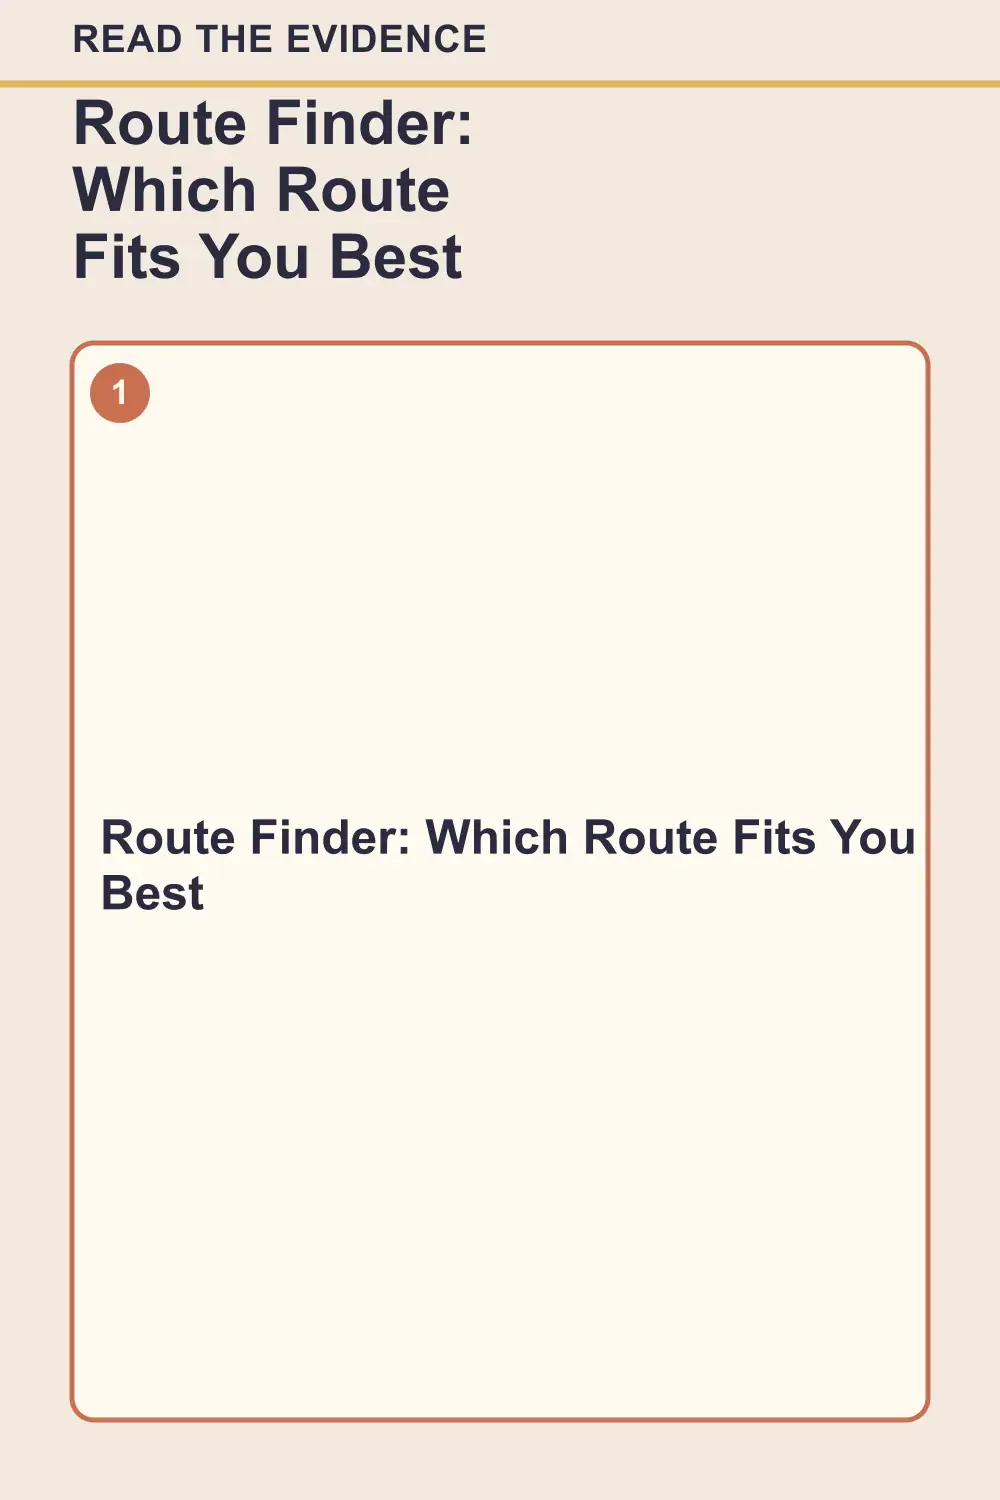 READ THE EVIDENCE
Route Finder:
Which Route
Fits You Best
1
Route Finder: Which Route Fits You
Best